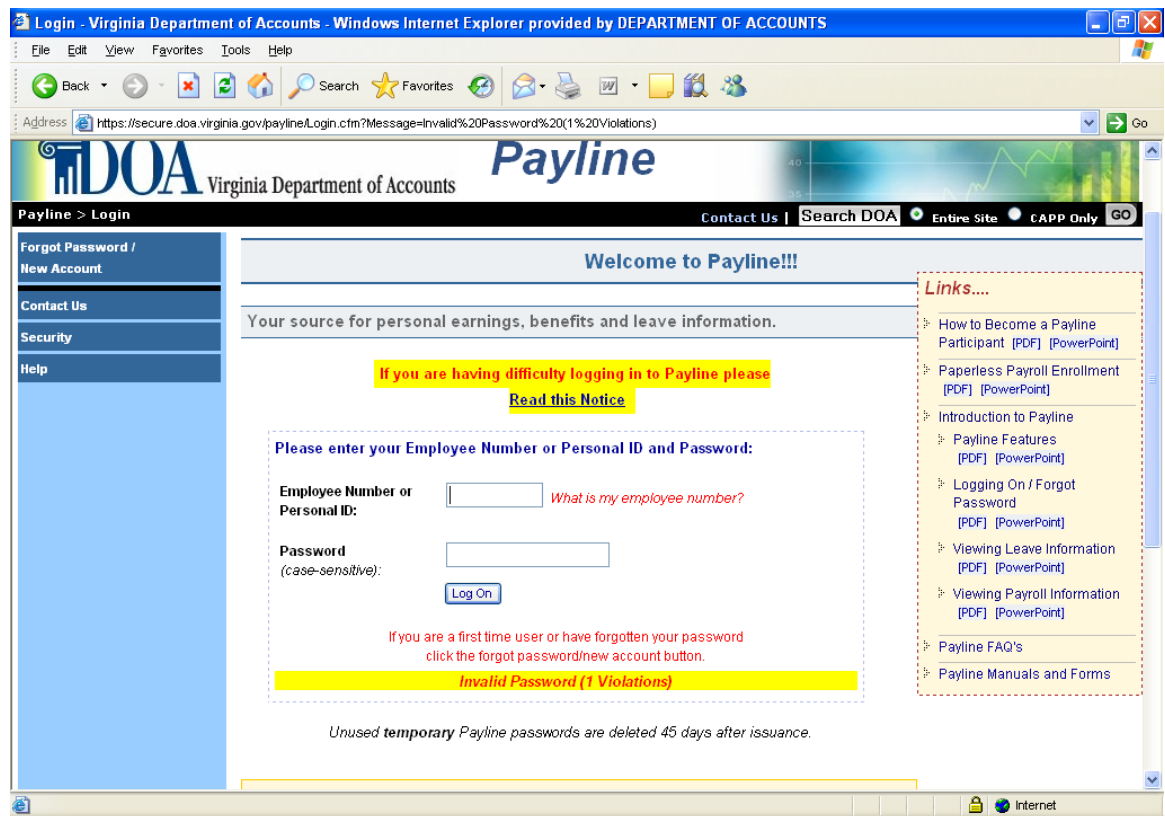 Login - Virginia Department of Accounts - Windows Internet Explorer provided by DEPARTMENT OF ACCOUNTS
File Edit View Favorites Tools Help
Back Search Favorites
Address https://secure.doa.virginia.gov/payline/Login.cfm?Message=Invalid%20Password%20(1%20Violations) Go
DOA Virginia Department of Accounts
Payline
40
35
Payline > Login
Contact Us | Search DOA Entire Site CAPP Only GO
Forgot Password /
New Account
Contact Us
Security
Help
Welcome to Payline!!!
Your source for personal earnings, benefits and leave information.
If you are having difficulty logging in to Payline please
Read this Notice
Please enter your Employee Number or Personal ID and Password:
Employee Number or
Personal ID:
What is my employee number?
Password
(case-sensitive):
Log On
If you are a first time user or have forgotten your password
click the forgot password/new account button.
Invalid Password (1 Violations)
Unused temporary Payline passwords are deleted 45 days after issuance.
Links....
How to Become a Payline
Participant [PDF] [PowerPoint]
Paperless Payroll Enrollment
[PDF] [PowerPoint]
Introduction to Payline
Payline Features
[PDF] [PowerPoint]
Logging On / Forgot
Password
[PDF] [PowerPoint]
Viewing Leave Information
[PDF] [PowerPoint]
Viewing Payroll Information
[PDF] [PowerPoint]
Payline FAQ's
Payline Manuals and Forms
Internet